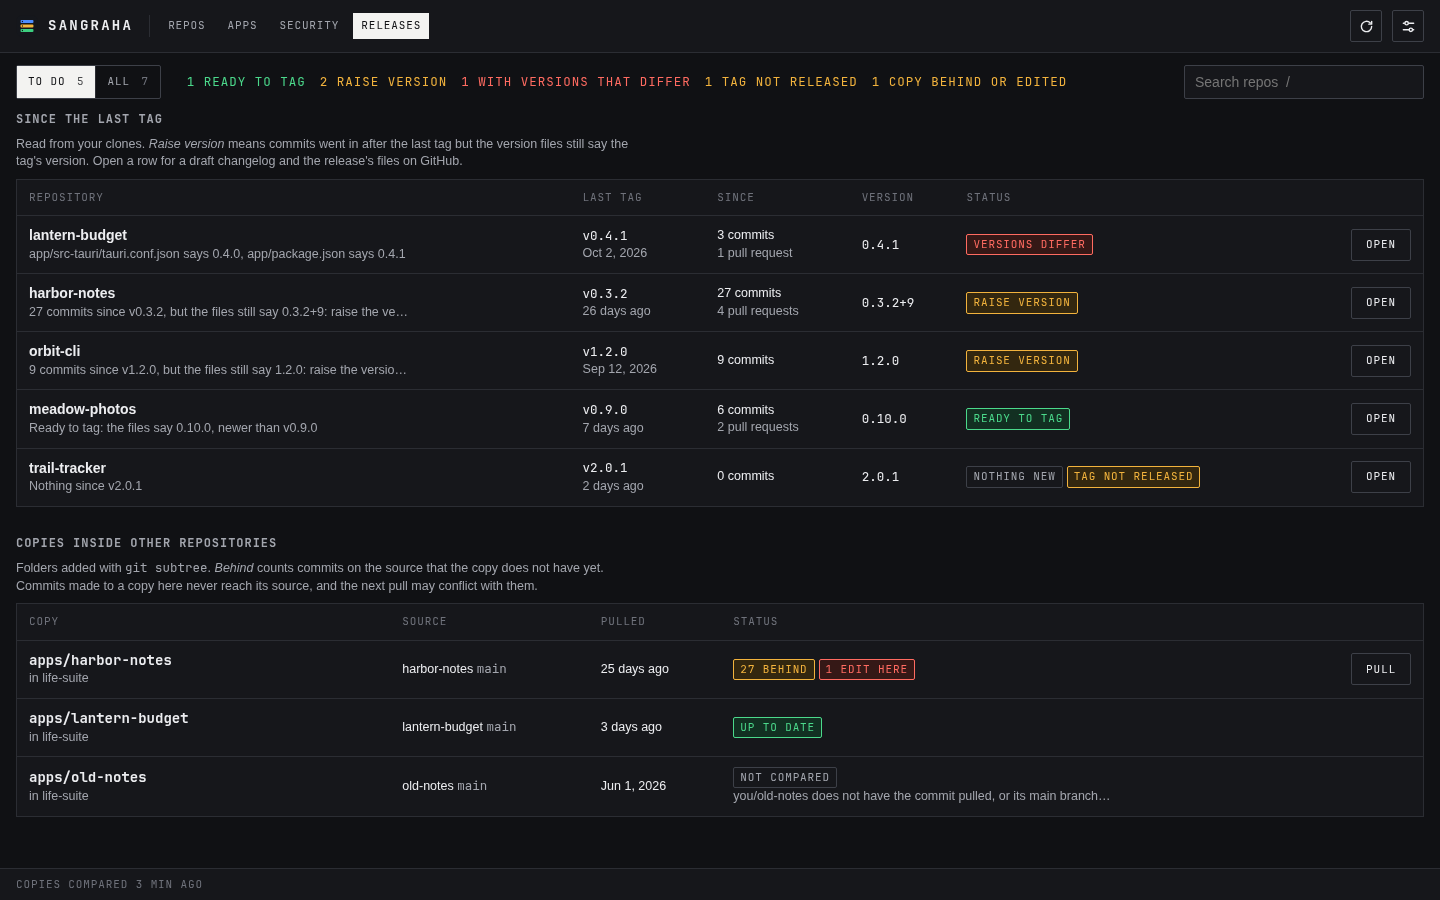 SANGRAHA
REPOS APPS SECURITY RELEASES
TO DO 5 ALL 7
1 READY TO TAG 2 RAISE VERSION 1 WITH VERSIONS THAT DIFFER 1 TAG NOT RELEASED 1 COPY BEHIND OR EDITED
Search repos /
SINCE THE LAST TAG
Read from your clones. Raise version means commits went in after the last tag but the version files still say the
tag's version. Open a row for a draft changelog and the release's files on GitHub.
REPOSITORY LAST TAG SINCE VERSION STATUS
lantern-budget v0.4.1 3 commits 0.4.1 VERSIONS DIFFER OPEN
app/src-tauri/tauri.conf.json says 0.4.0, app/package.json says 0.4.1 Oct 2, 2026 1 pull request
harbor-notes v0.3.2 27 commits 0.3.2+9 RAISE VERSION OPEN
27 commits since v0.3.2, but the files still say 0.3.2+9: raise the ve… 26 days ago 4 pull requests
orbit-cli v1.2.0 9 commits 1.2.0 RAISE VERSION OPEN
9 commits since v1.2.0, but the files still say 1.2.0: raise the versio… Sep 12, 2026
meadow-photos v0.9.0 6 commits 0.10.0 READY TO TAG OPEN
Ready to tag: the files say 0.10.0, newer than v0.9.0 7 days ago 2 pull requests
trail-tracker v2.0.1 0 commits 2.0.1 NOTHING NEW TAG NOT RELEASED OPEN
Nothing since v2.0.1 2 days ago
COPIES INSIDE OTHER REPOSITORIES
Folders added with git subtree. Behind counts commits on the source that the copy does not have yet.
Commits made to a copy here never reach its source, and the next pull may conflict with them.
COPY SOURCE PULLED STATUS
apps/harbor-notes harbor-notes main 25 days ago 27 BEHIND 1 EDIT HERE PULL
in life-suite
apps/lantern-budget lantern-budget main 3 days ago UP TO DATE
in life-suite
apps/old-notes old-notes main Jun 1, 2026 NOT COMPARED
in life-suite you/old-notes does not have the commit pulled, or its main branch…
COPIES COMPARED 3 MIN AGO